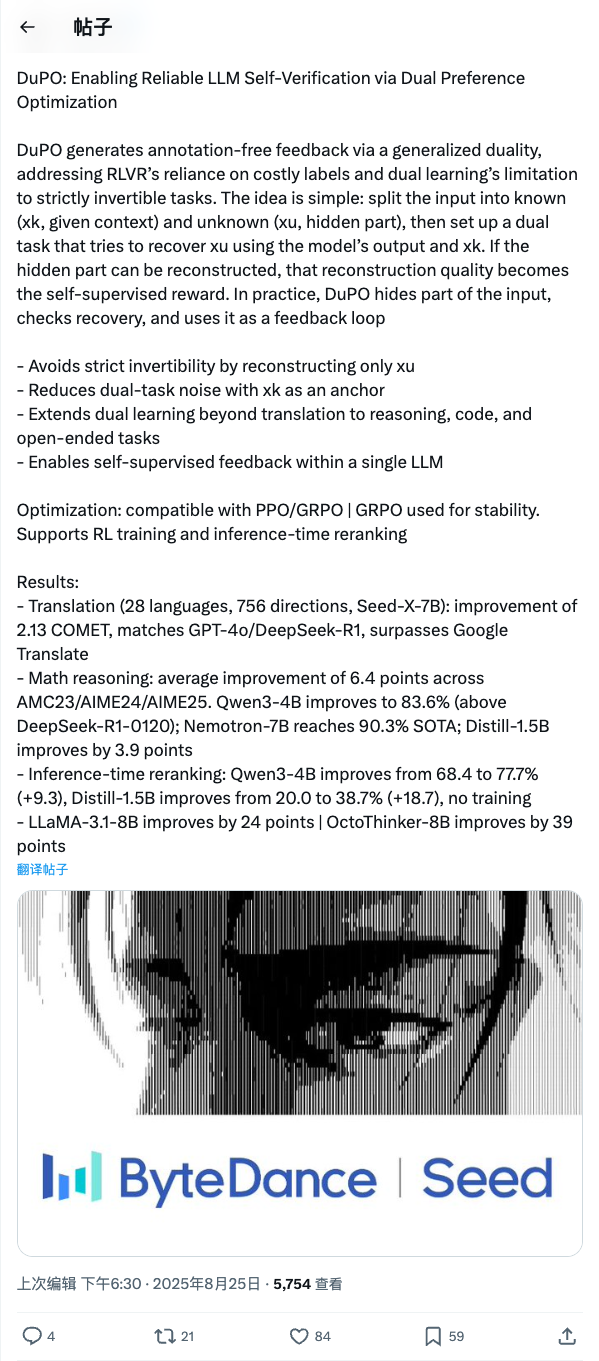 帖子
DuPO: Enabling Reliable LLM Self-Verification via Dual Preference
Optimization
DuPO generates annotation-free feedback via a generalized duality,
addressing RLVR’s reliance on costly labels and dual learning’s limitation
to strictly invertible tasks. The idea is simple: split the input into known
(xk, given context) and unknown (xu, hidden part), then set up a dual
task that tries to recover xu using the model’s output and xk. If the
hidden part can be reconstructed, that reconstruction quality becomes
the self-supervised reward. In practice, DuPO hides part of the input,
checks recovery, and uses it as a feedback loop
- Avoids strict invertibility by reconstructing only xu
- Reduces dual-task noise with xk as an anchor
- Extends dual learning beyond translation to reasoning, code, and
open-ended tasks
- Enables self-supervised feedback within a single LLM
Optimization: compatible with PPO/GRPO | GRPO used for stability.
Supports RL training and inference-time reranking
Results:
- Translation (28 languages, 756 directions, Seed-X-7B): improvement of
2.13 COMET, matches GPT-4o/DeepSeek-R1, surpasses Google
Translate
- Math reasoning: average improvement of 6.4 points across
AMC23/AIME24/AIME25. Qwen3-4B improves to 83.6% (above
DeepSeek-R1-0120); Nemotron-7B reaches 90.3% SOTA; Distill-1.5B
improves by 3.9 points
- Inference-time reranking: Qwen3-4B improves from 68.4 to 77.7%
(+9.3), Distill-1.5B improves from 20.0 to 38.7% (+18.7), no training
- LLaMA-3.1-8B improves by 24 points | OctoThinker-8B improves by 39
points
翻译帖子
ByteDance | Seed
上次编辑 下午6:30 · 2025年8月25日 · 5,754 查看
4 21 84 59